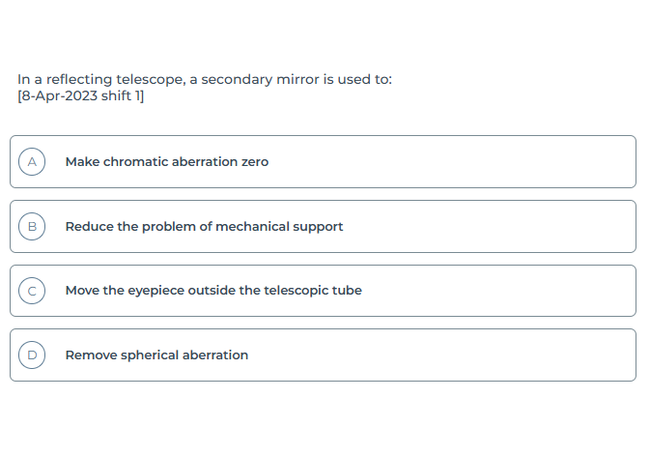 In a reflecting telescope, a secondary mirror is used to:
[8-Apr-2023 shift 1]
A Make chromatic aberration zero
B Reduce the problem of mechanical support
C Move the eyepiece outside the telescopic tube
D Remove spherical aberration